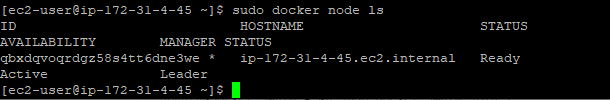 [ec2-user@ip-172-31-4-45 ~]$ sudo docker node ls
ID HOSTNAME STATUS
AVAILABILITY MANAGER STATUS
qbxdqvoqrdgz58s4tt6dne3we * ip-172-31-4-45.ec2.internal Ready
Active Leader
[ec2-user@ip-172-31-4-45 ~]$